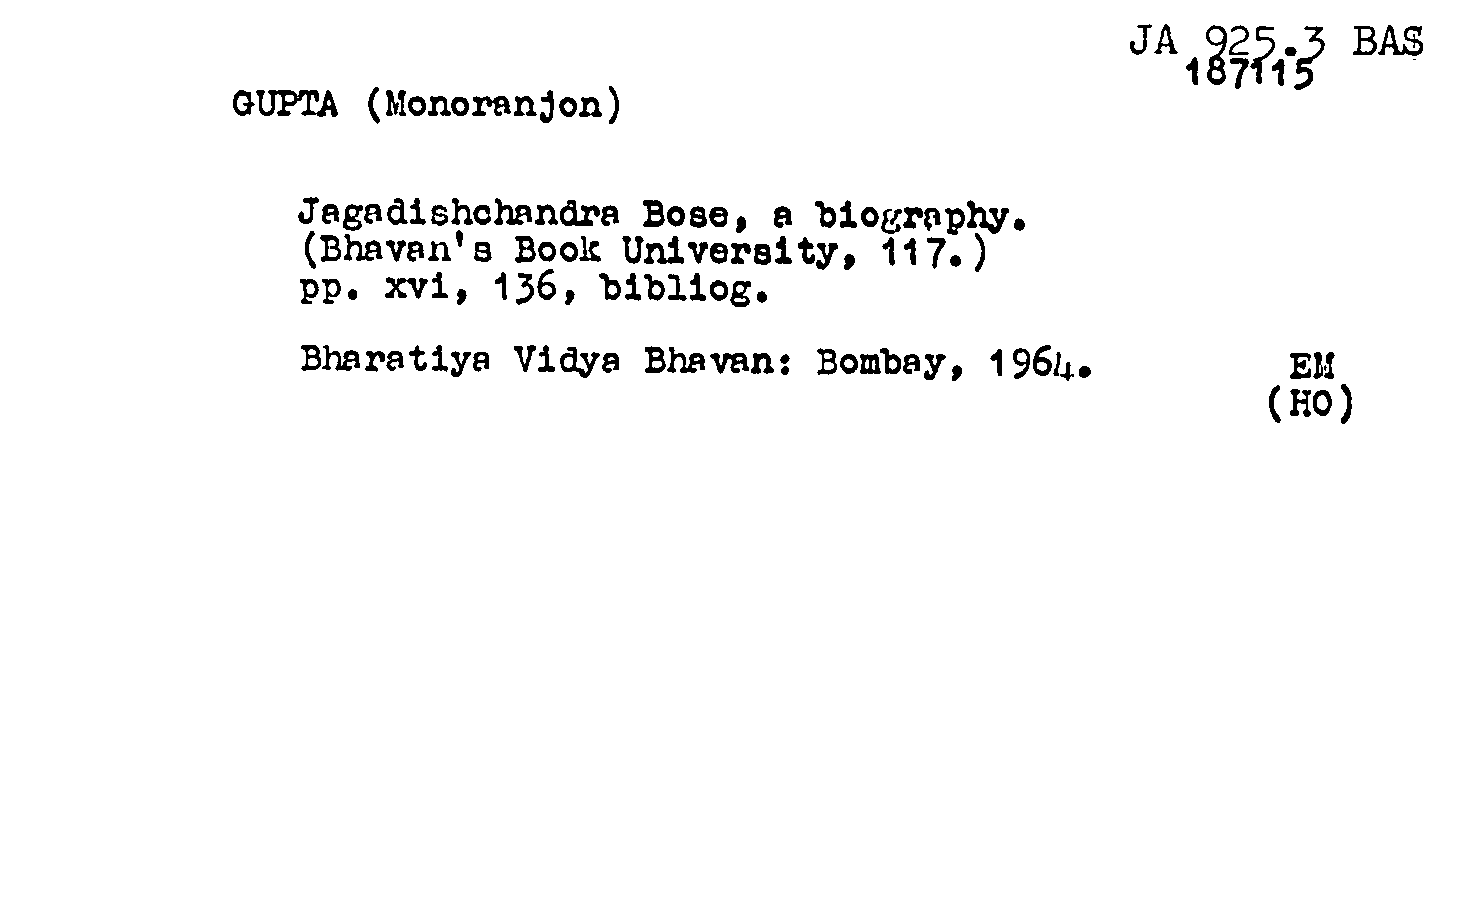 JA 925.3 BAS
187115
GUPTA (Monoranjon)
Jagadishchandra Bose, a biography.
(Bhavan's Book University, 117.)
pp. xvi, 136, bibliog.
Bharatiya Vidya Bhavan: Bombay, 1964.
EM
(HO)